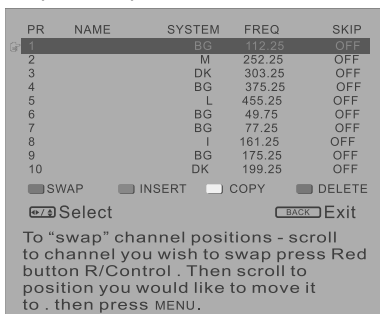 PR NAME SYSTEM FREQ SKIP
1 BG 112.25 OFF
2 M 252.25 OFF
3 DK 303.25 OFF
4 BG 375.25 OFF
5 L 455.25 OFF
6 BG 49.75 OFF
7 BG 77.25 OFF
8 I 161.25 OFF
9 BG 175.25 OFF
10 DK 199.25 OFF
SWAP INSERT COPY DELETE
Select BACK Exit
To “swap” channel positions - scroll
to channel you wish to swap press Red
button R/Control . Then scroll to
position you would like to move it
to . then press MENU.